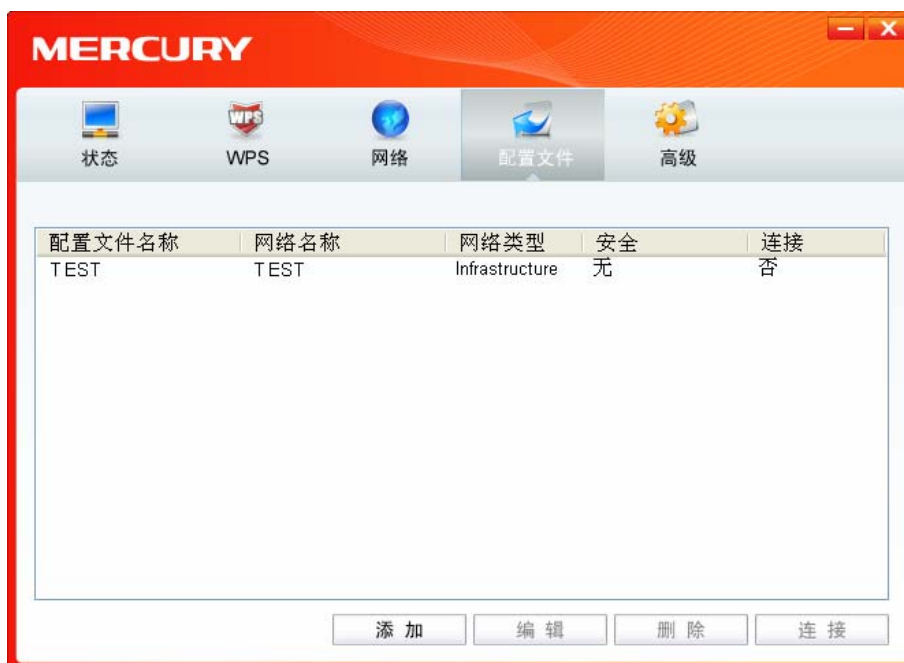 MERCURY
状态 WPS 网络 配置文件 高级
配置文件名称 网络名称 网络类型 安全 连接
TEST TEST Infrastructure 无 否
添加 编辑 删除 连接